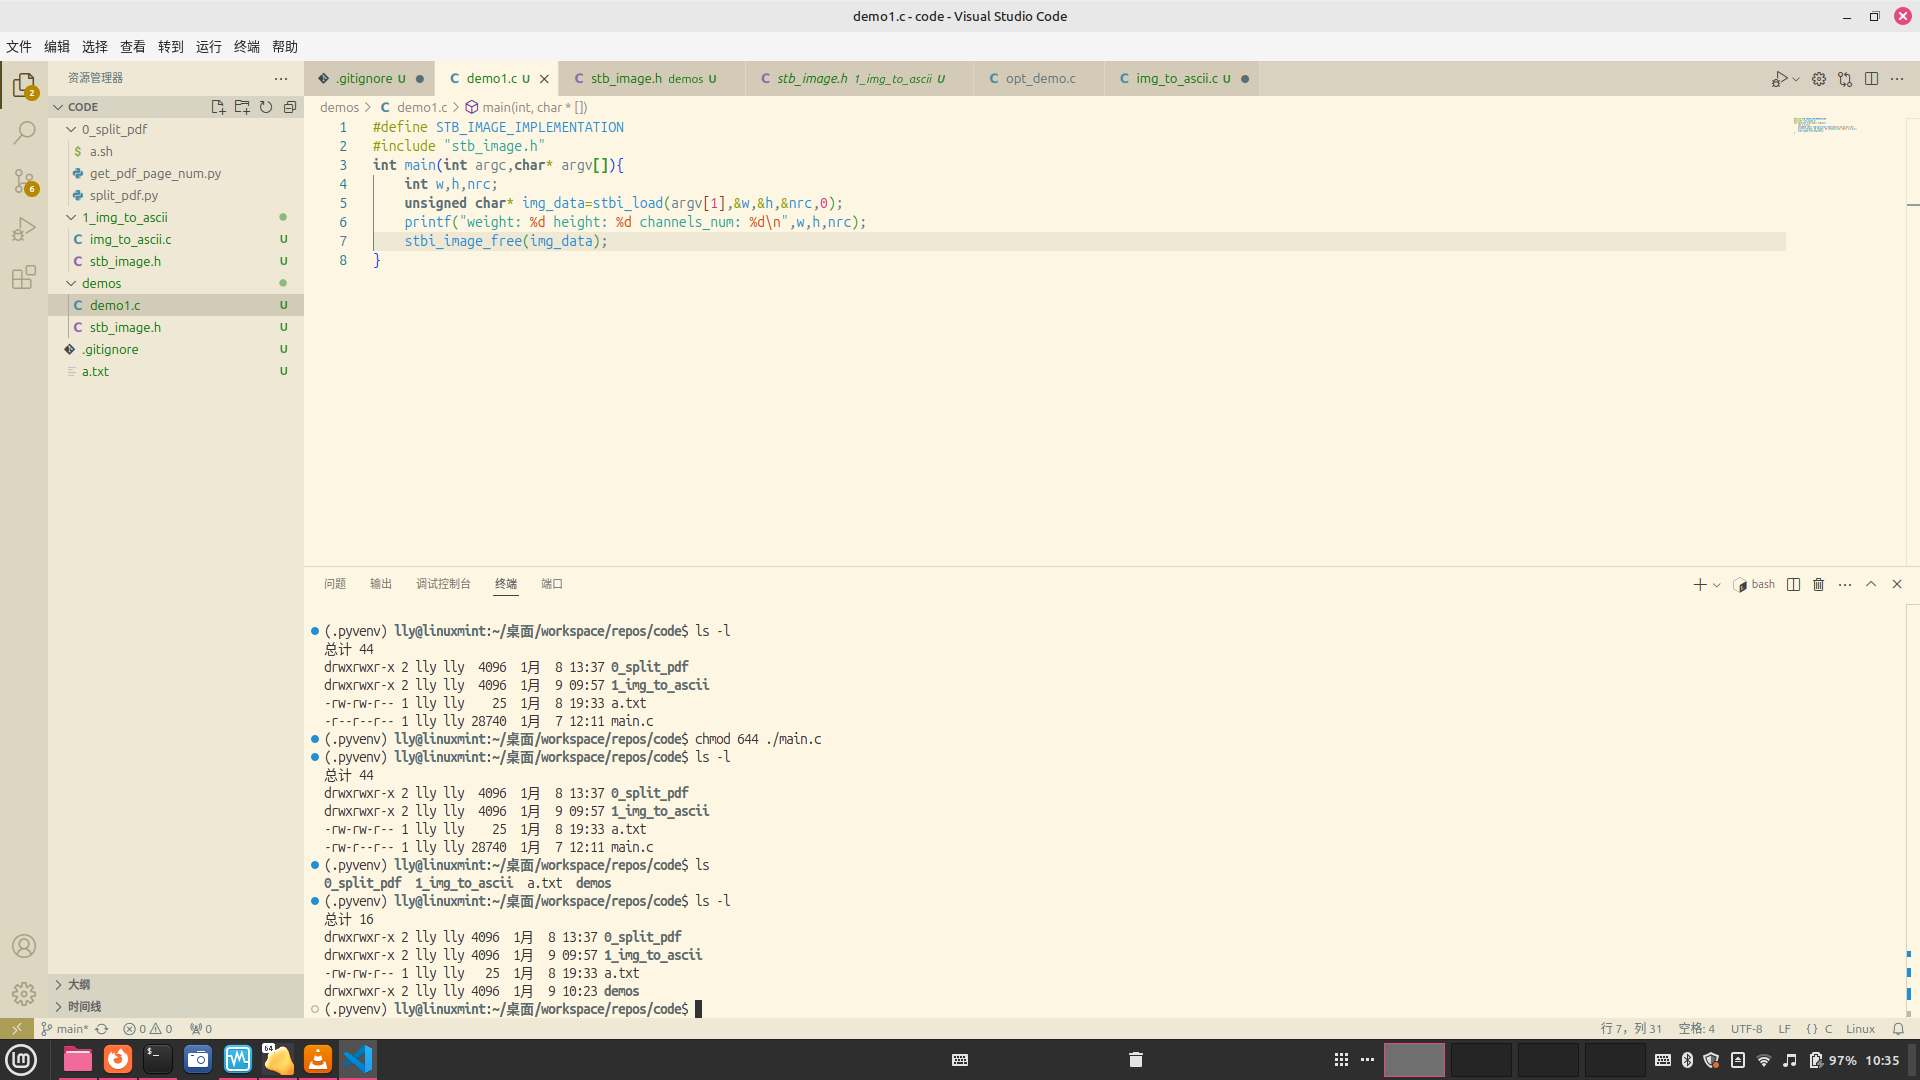 demo1.c - code - Visual Studio Code
文件 编辑 选择 查看 转到 运行 终端 帮助
资源管理器
.gitignore U
demo1.c U
stb_image.h demos U
stb_image.h 1_img_to_ascii U
opt_demo.c
img_to_ascii.c U
CODE
0_split_pdf
a.sh
get_pdf_page_num.py
split_pdf.py
1_img_to_ascii
img_to_ascii.c U
stb_image.h U
demos
demo1.c U
stb_image.h U
.gitignore U
a.txt U
大纲
时间线
2
6
demos > demo1.c > main(int, char * [])
1 #define STB_IMAGE_IMPLEMENTATION
2 #include "stb_image.h"
3 int main(int argc,char* argv[]){
4 int w,h,nrc;
5 unsigned char* img_data=stbi_load(argv[1],&w,&h,&nrc,0);
6 printf("weight: %d height: %d channels_num: %d\n",w,h,nrc);
7 stbi_image_free(img_data);
8 }
问题 输出 调试控制台 终端 端口
bash
(.pyvenv) lly@linuxmint:~/桌面/workspace/repos/code$ ls -l
总计 44
drwxrwxr-x 2 lly lly 4096 1月 8 13:37 0_split_pdf
drwxrwxr-x 2 lly lly 4096 1月 9 09:57 1_img_to_ascii
-rw-rw-r-- 1 lly lly 25 1月 8 19:33 a.txt
-r--r--r-- 1 lly lly 28740 1月 7 12:11 main.c
(.pyvenv) lly@linuxmint:~/桌面/workspace/repos/code$ chmod 644 ./main.c
(.pyvenv) lly@linuxmint:~/桌面/workspace/repos/code$ ls -l
总计 44
drwxrwxr-x 2 lly lly 4096 1月 8 13:37 0_split_pdf
drwxrwxr-x 2 lly lly 4096 1月 9 09:57 1_img_to_ascii
-rw-rw-r-- 1 lly lly 25 1月 8 19:33 a.txt
-rw-r--r-- 1 lly lly 28740 1月 7 12:11 main.c
(.pyvenv) lly@linuxmint:~/桌面/workspace/repos/code$ ls
0_split_pdf 1_img_to_ascii a.txt demos
(.pyvenv) lly@linuxmint:~/桌面/workspace/repos/code$ ls -l
总计 16
drwxrwxr-x 2 lly lly 4096 1月 8 13:37 0_split_pdf
drwxrwxr-x 2 lly lly 4096 1月 9 09:57 1_img_to_ascii
-rw-rw-r-- 1 lly lly 25 1月 8 19:33 a.txt
drwxrwxr-x 2 lly lly 4096 1月 9 10:23 demos
(.pyvenv) lly@linuxmint:~/桌面/workspace/repos/code$
main* 0 0 0
行 7，列 31 空格: 4 UTF-8 LF {} C Linux
64
97% 10:35